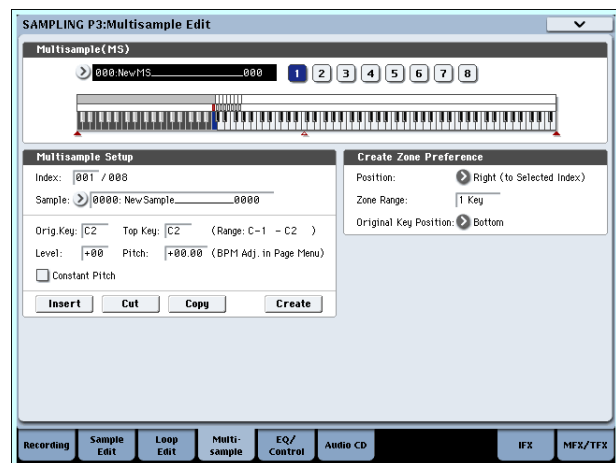 SAMPLING P3:Multisample Edit
Multisample(MS)
000:NewMS____________000
1 2 3 4 5 6 7 8
Multisample Setup
Index: 001 /008
Sample: 0000: NewSample________0000
Orig.Key: C2 Top Key: C2 (Range: C-1 - C2 )
Level: +00 Pitch: +00.00 (BPM Adj. in Page Menu)
Constant Pitch
Insert Cut Copy Create
Create Zone Preference
Position: Right (to Selected Index)
Zone Range: 1 Key
Original Key Position: Bottom
Recording
Sample Edit
Loop Edit
Multi-sample
EQ/Control
Audio CD
IFX
MFX/TFX